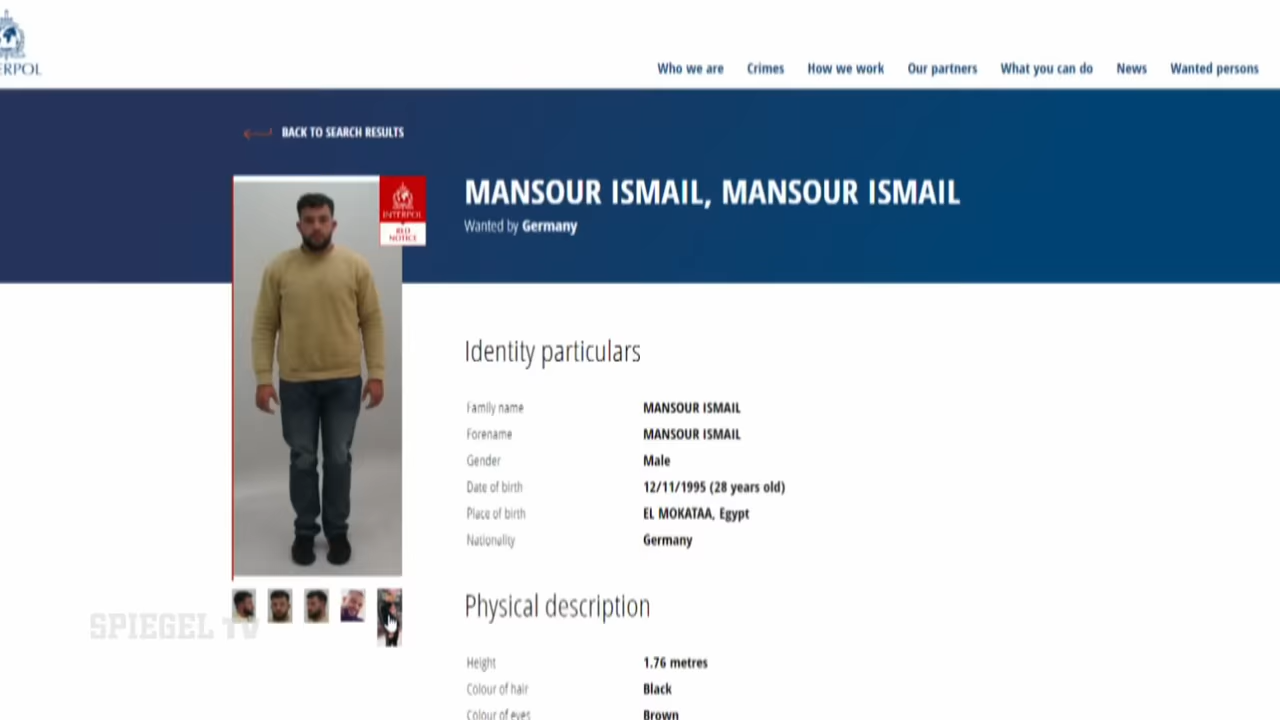 ERPOL
Who we are Crimes How we work Our partners What you can do News Wanted persons
BACK TO SEARCH RESULTS
INTERPOL
RED
NOTICE
MANSOUR ISMAIL, MANSOUR ISMAIL
Wanted by Germany
Identity particulars
Family name MANSOUR ISMAIL
Forename MANSOUR ISMAIL
Gender Male
Date of birth 12/11/1995 (28 years old)
Place of birth EL MOKATAA, Egypt
Nationality Germany
SPIEGEL TV
Physical description
Height 1.76 metres
Colour of hair Black
Colour of eyes Brown